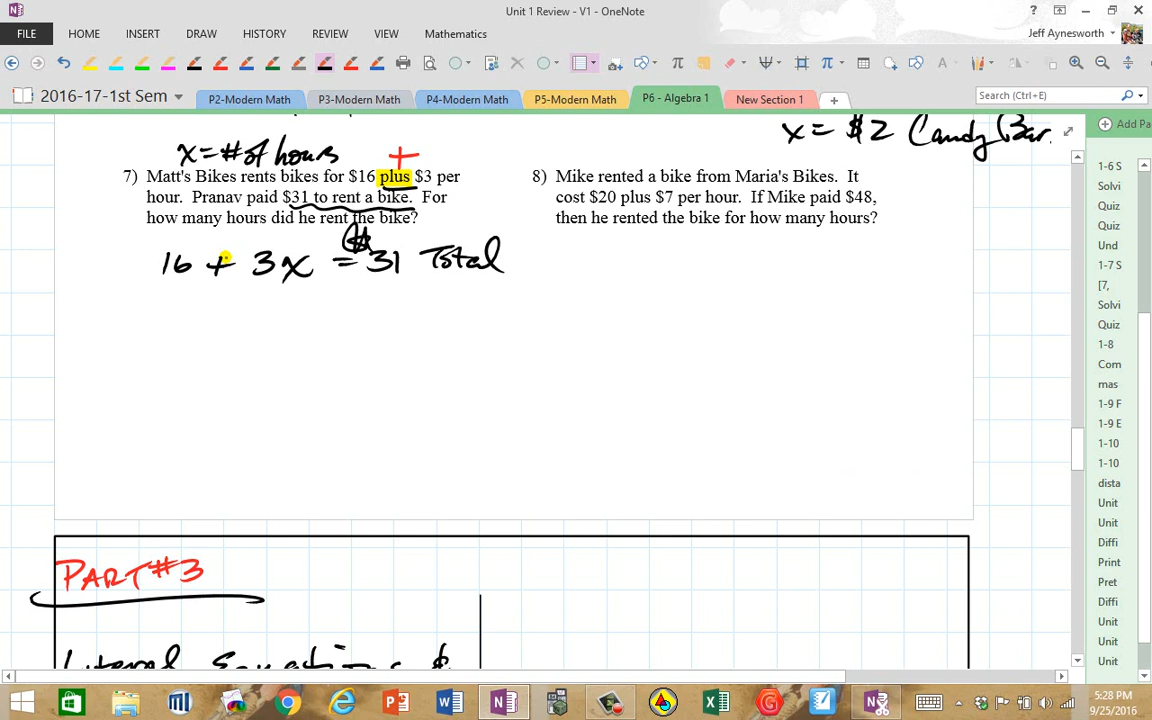 Unit 1 Review - V1 - OneNote
FILE HOME INSERT DRAW HISTORY REVIEW VIEW Mathematics
Jeff Aynesworth
2016-17-1st Sem
P2-Modern Math P3-Modern Math P4-Modern Math P5-Modern Math P6 - Algebra 1 New Section 1
Search (Ctrl+E)
Add Pa
x = $2 Candy Bar.
x = # of hours
+
7) Matt's Bikes rents bikes for $16 plus $3 per
hour. Pranav paid $31 to rent a bike. For
how many hours did he rent the bike?
16 + 3x = 31 Total
8) Mike rented a bike from Maria's Bikes. It
cost $20 plus $7 per hour. If Mike paid $48,
then he rented the bike for how many hours?
PART #3
Literal Equations &
1-6 S
Solvi
Quiz
Quiz
Und
1-7 S
[7,
Solvi
Quiz
1-8
Com
mas
1-9 F
1-9 E
1-10
1-10
dista
Unit
Unit
Diffi
Print
Pret
Diffi
Unit
Unit
Unit
5:28 PM
9/25/2016